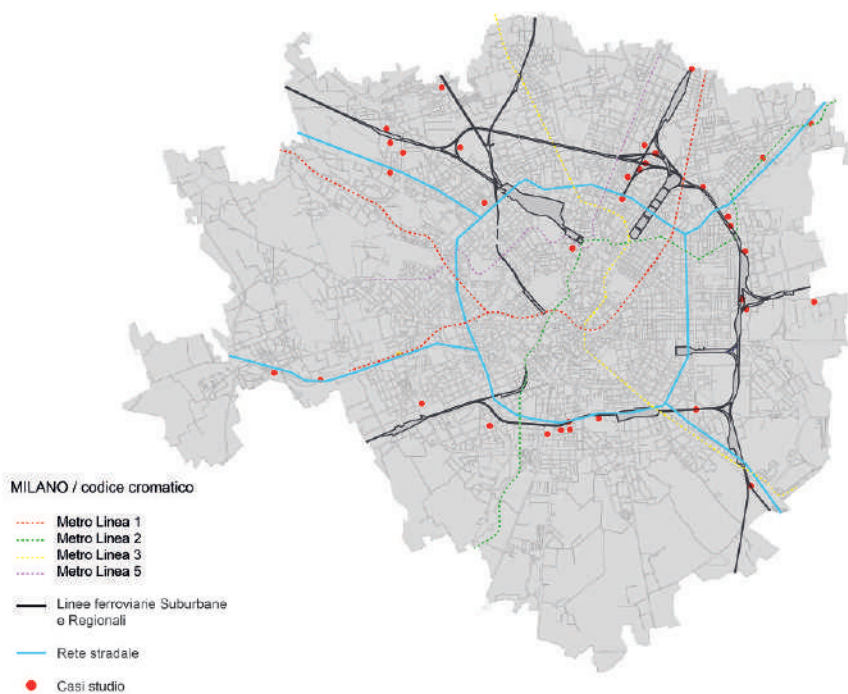 MILANO / codice cromatico
Metro Linea 1
Metro Linea 2
Metro Linea 3
Metro Linea 5
Linee ferroviarie Suburbane
e Regionali
Rete stradale
Casi studio